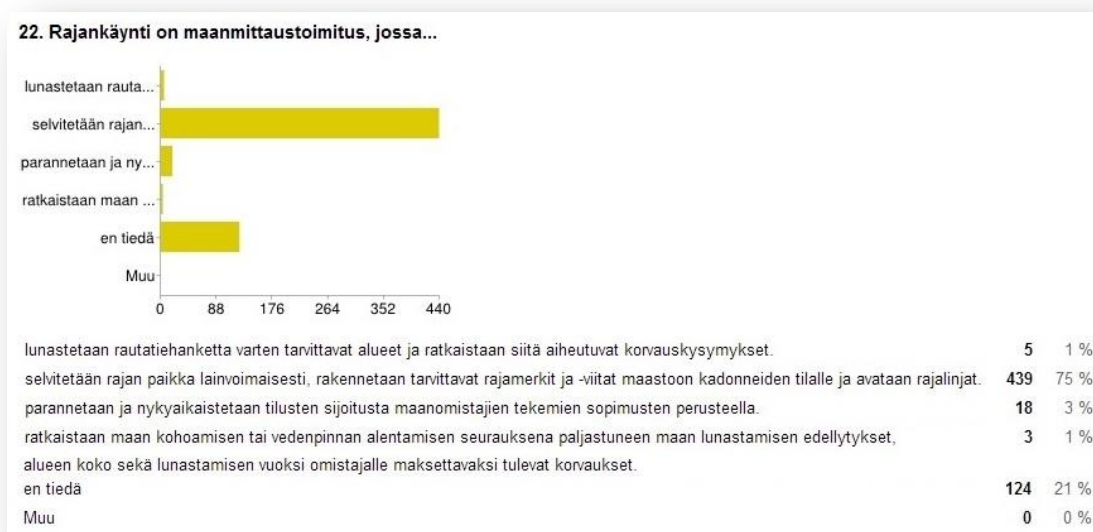 22. Rajankäynti on maanmittaustoimitus, jossa...
lunastetaan rauta...
selvitetään rajan...
parannetaan ja ny...
ratkaistaan maan ...
en tiedä
Muu
0 88 176 264 352 440
lunastetaan rautatiehanketta varten tarvittavat alueet ja ratkaistaan siitä aiheutuvat korvauskysymykset. 5 1 %
selvitetään rajan paikka lainvoimaisesti, rakennetaan tarvittavat rajamerkit ja -viitat maastoon kadonneiden tilalle ja avataan rajalinjat. 439 75 %
parannetaan ja nykyaikaistetaan tilusten sijoitusta maanomistajien tekemien sopimusten perusteella. 18 3 %
ratkaistaan maan kohoamisen tai vedenpinnan alentamisen seurauksena paljastuneen maan lunastamisen edellytykset, 3 1 %
alueen koko sekä lunastamisen vuoksi omistajalle maksettavaksi tulevat korvaukset.
en tiedä 124 21 %
Muu 0 0 %